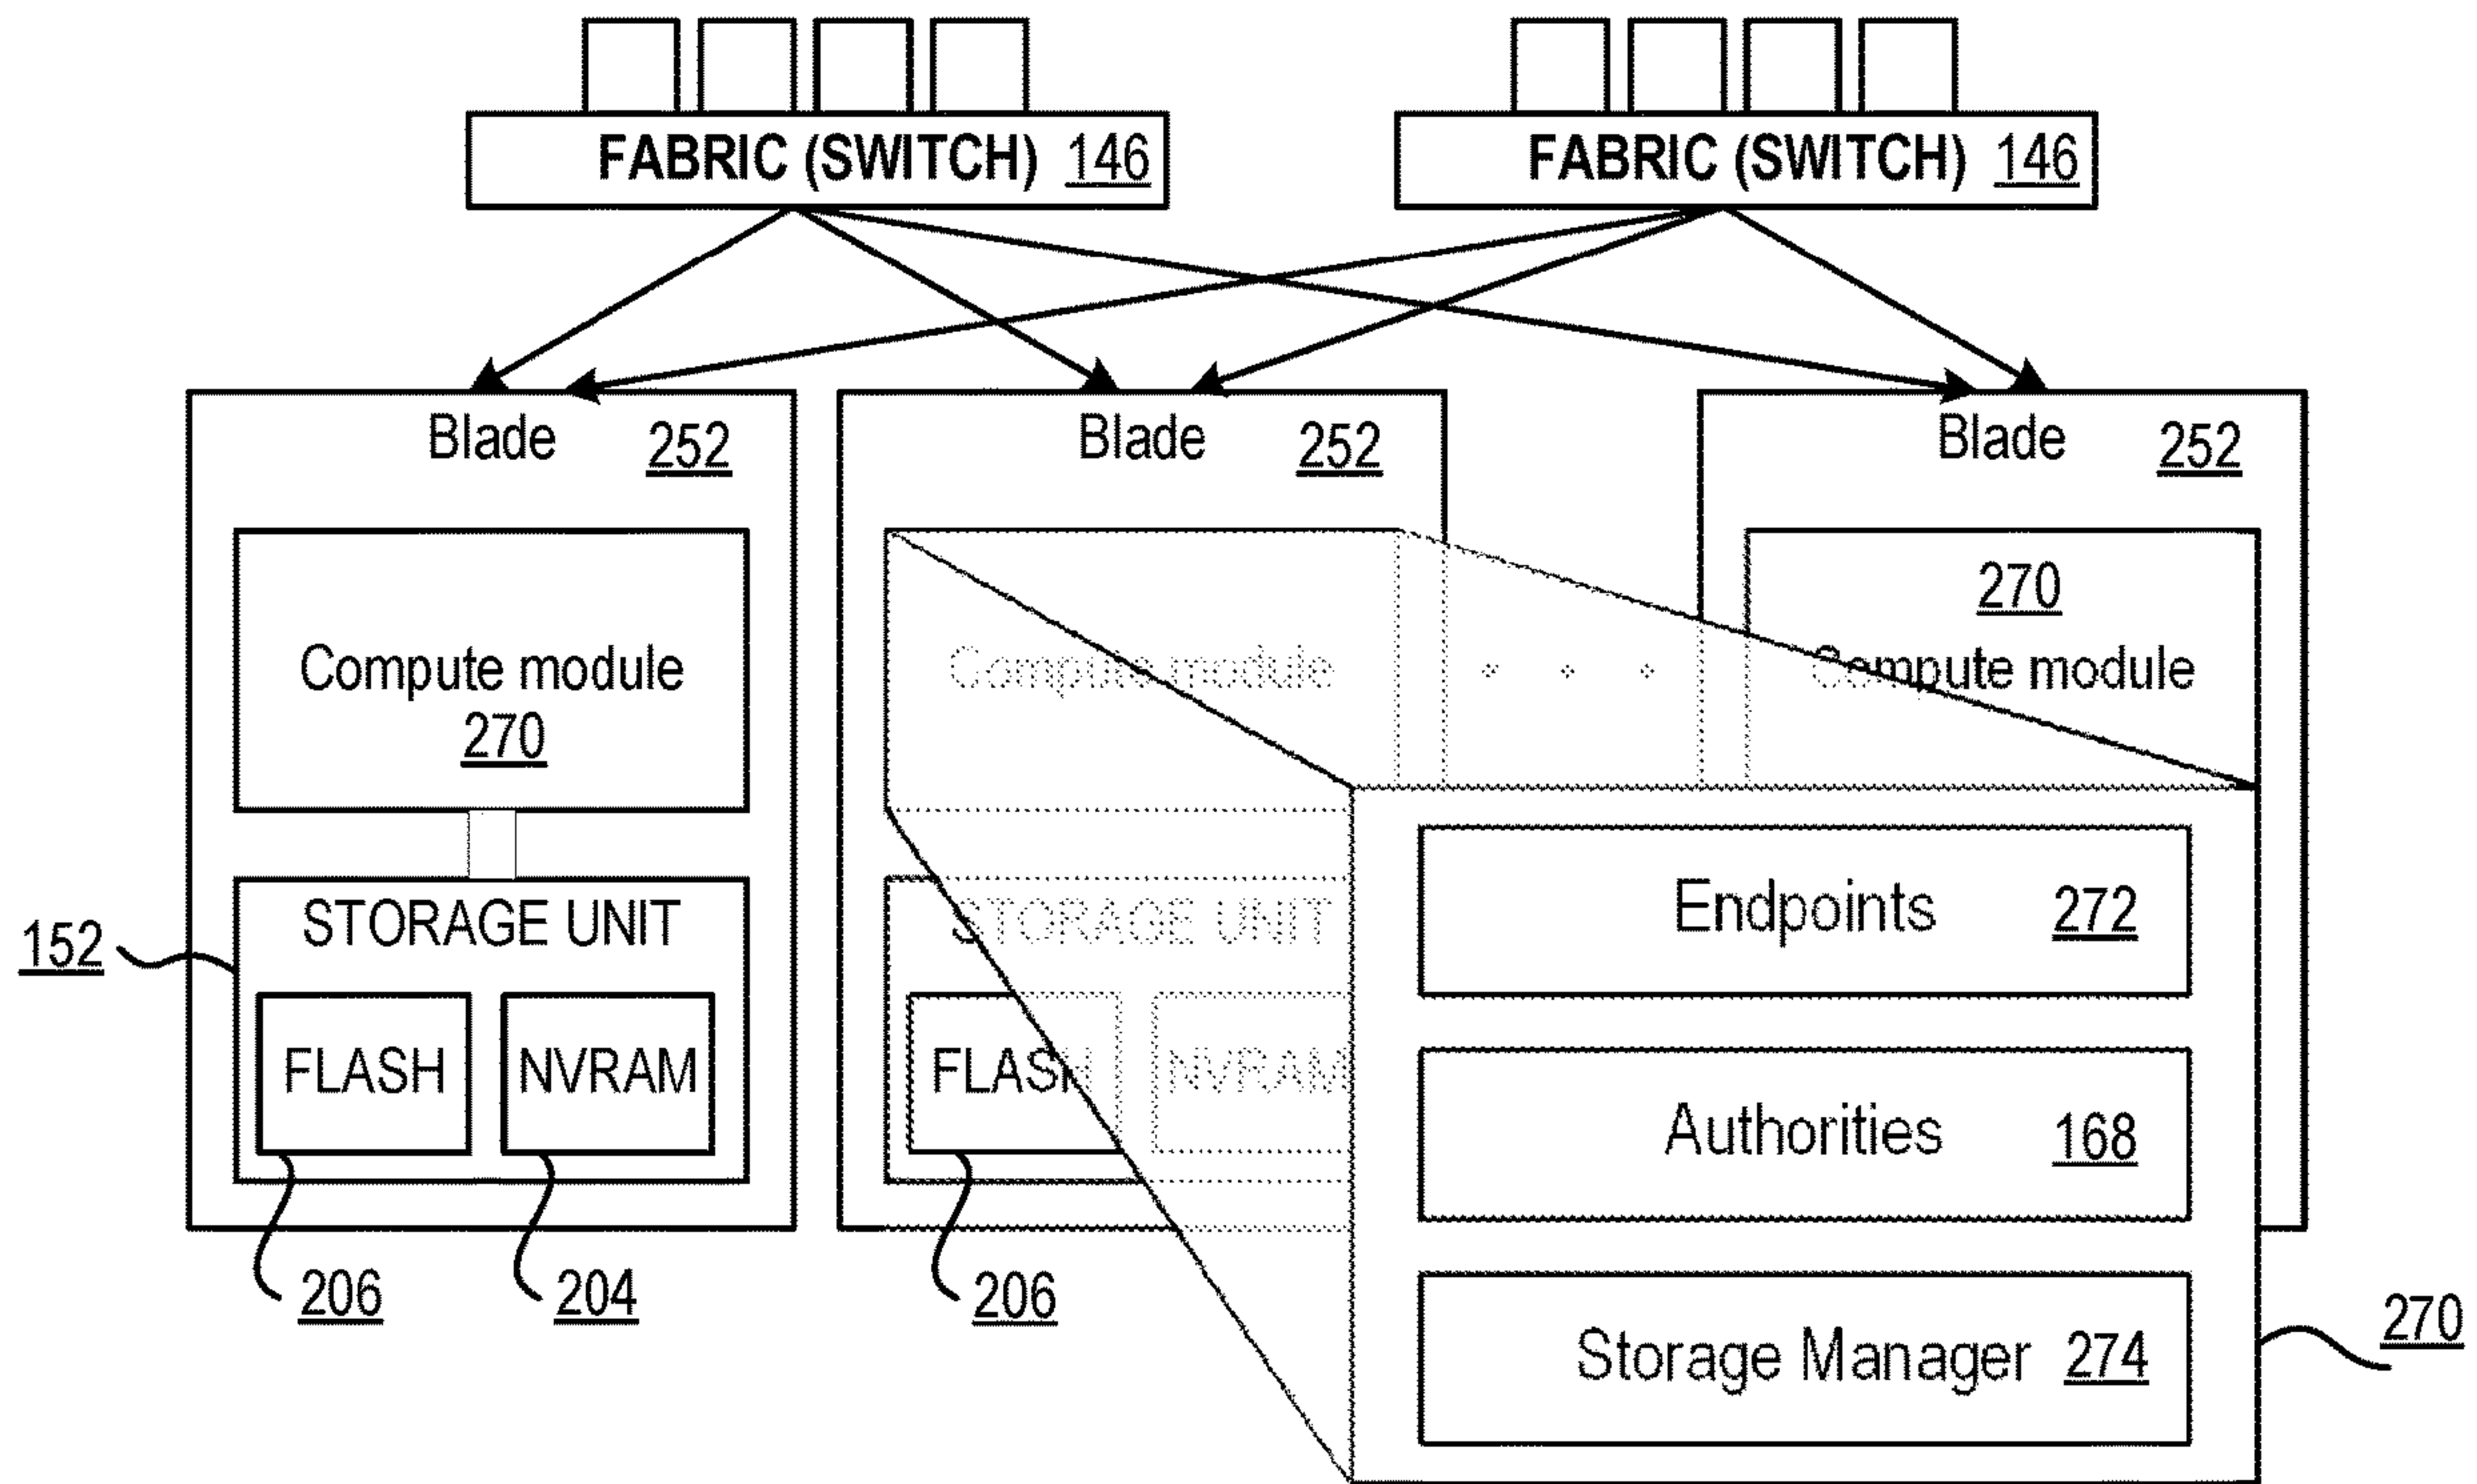 FABRIC (SWITCH) 146
FABRIC (SWITCH) 146
Blade 252
Blade 252
Blade 252
Compute module
270
Compute module
270
Compute module
STORAGE UNIT
152
FLASH
NVRAM
206
204
STORAGE UNIT
FLASH
NVRAM
206
Endpoints 272
Authorities 168
Storage Manager 274
270